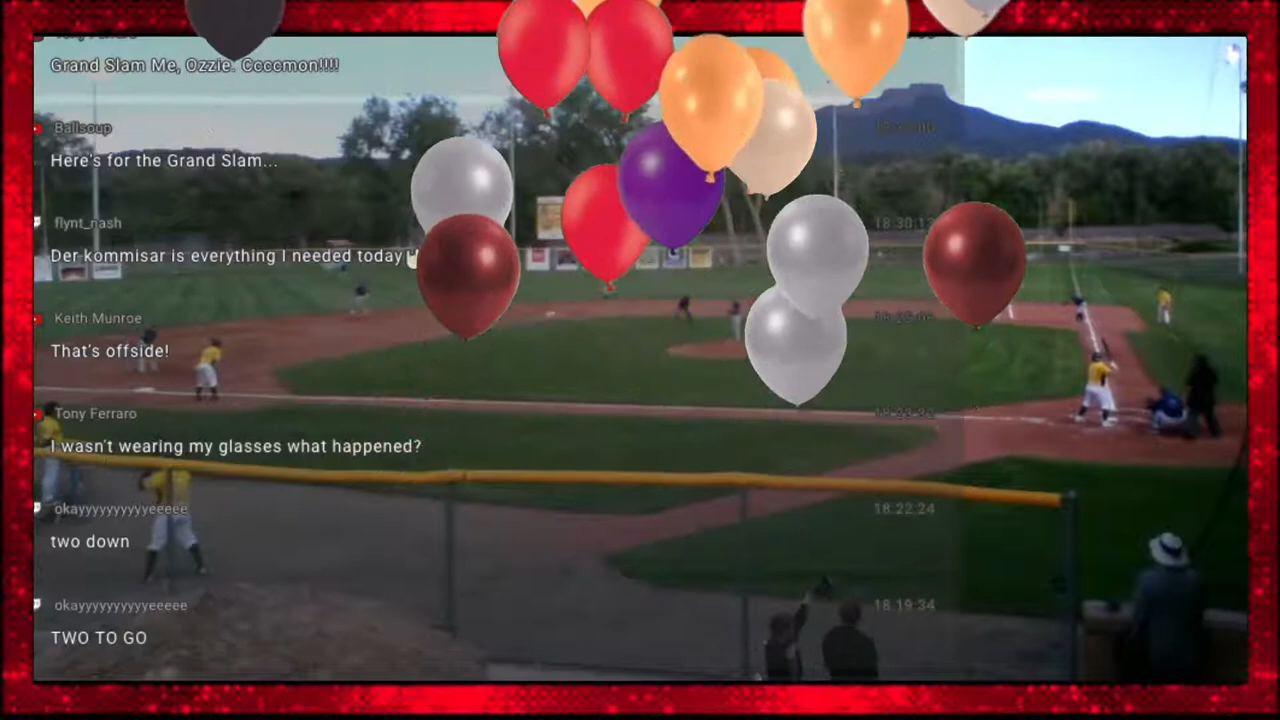 Grand Slam Me, Ozzie. Ccccmon!!!!
Ballsoup
Here's for the Grand Slam...
flynt_nash 18:30:12
Der kommisar is everything I needed today
Keith Munroe
That's offside!
Tony Ferraro
I wasn't wearing my glasses what happened?
okayyyyyyyyyyeeeee 18:22:24
two down
okayyyyyyyyyyeeeee 18:19:34
TWO TO GO